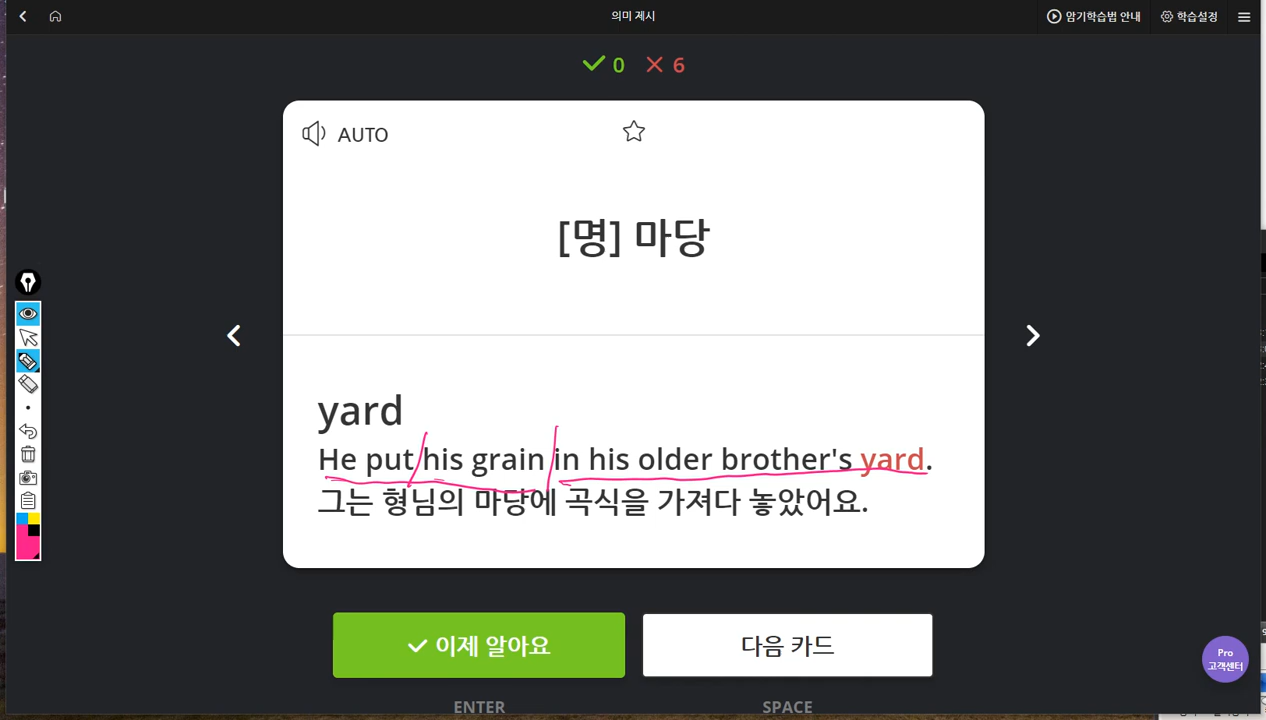 의미 제시
암기학습법 안내
학습설정
0 6
AUTO
[명] 마당
yard
He put his grain in his older brother's yard.
그는 형님의 마당에 곡식을 가져다 놓았어요.
이제 알아요
다음 카드
Pro
고객센터
ENTER
SPACE